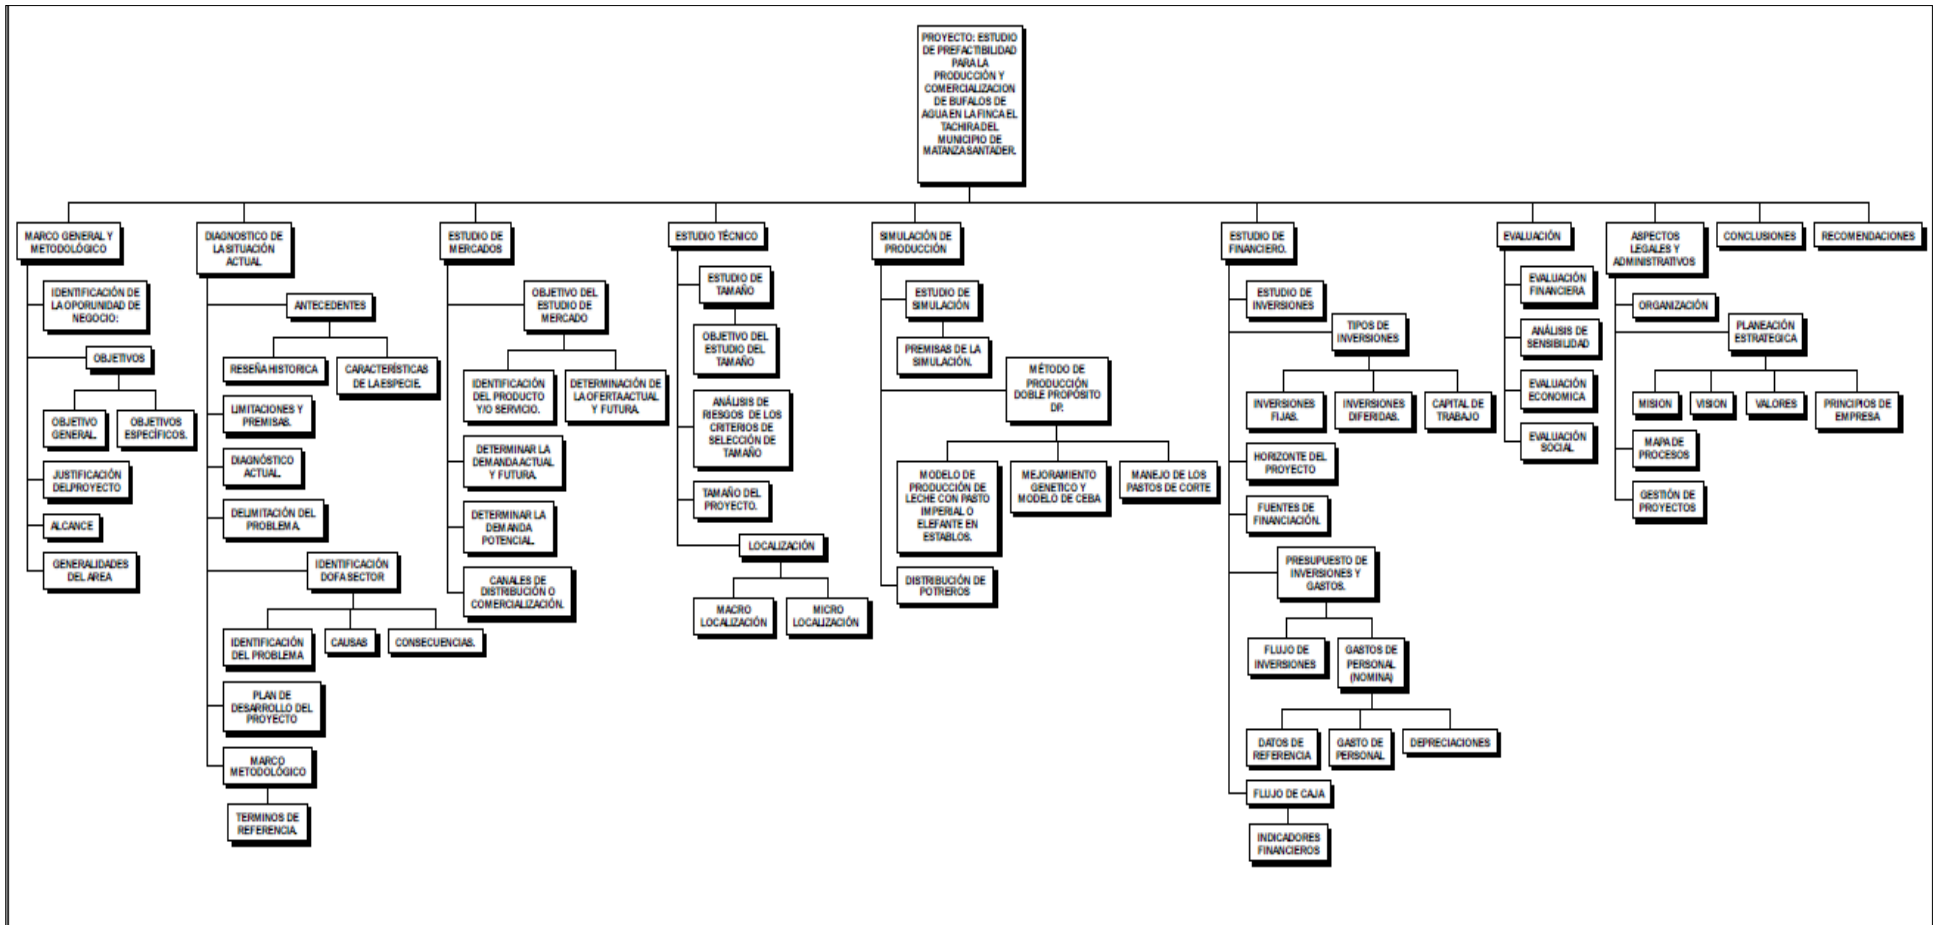 PROYECTO: ESTUDIO
DE PREFACTIBILIDAD
PARA LA
PRODUCCIÓN Y
COMERCIALIZACION
DE BUFALOS DE
AGUA EN LA FINCA EL
TACHIRA DEL
MUNICIPIO DE
MATANZA SANTADER.
MARCO GENERAL Y
METODOLÓGICO
IDENTIFICACIÓN DE
LA OPORUNIDAD DE
NEGOCIO:
OBJETIVOS
OBJETIVO
GENERAL.
OBJETIVOS
ESPECÍFICOS.
JUSTIFICACIÓN
DEL PROYECTO
ALCANCE
GENERALIDADES
DEL AREA
DIAGNOSTICO DE
LA SITUACIÓN
ACTUAL
ANTECEDENTES
RESEÑA HISTORICA
CARACTERÍSTICAS
DE LA ESPECIE.
LIMITACIONES Y
PREMISAS.
DIAGNÓSTICO
ACTUAL.
DELIMITACIÓN DEL
PROBLEMA.
IDENTIFICACIÓN
DOFA SECTOR
IDENTIFICACIÓN
DEL PROBLEMA
CAUSAS
CONSECUENCIAS.
PLAN DE
DESARROLLO DEL
PROYECTO
MARCO
METODOLÓGICO
TERMINOS DE
REFERENCIA.
ESTUDIO DE
MERCADOS
OBJETIVO DEL
ESTUDIO DE
MERCADO
IDENTIFICACIÓN
DEL PRODUCTO
Y/O SERVICIO.
DETERMINACIÓN DE
LA OFERTA ACTUAL
Y FUTURA.
DETERMINAR LA
DEMANDA ACTUAL
Y FUTURA.
DETERMINAR LA
DEMANDA
POTENCIAL.
CANALES DE
DISTRIBUCIÓN O
COMERCIALIZACIÓN.
ESTUDIO TÉCNICO
ESTUDIO DE
TAMAÑO
OBJETIVO DEL
ESTUDIO DEL
TAMAÑO
ANÁLISIS DE
RIESGOS DE LOS
CRITERIOS DE
SELECCIÓN DE
TAMAÑO
TAMAÑO DEL
PROYECTO.
LOCALIZACIÓN
MACRO
LOCALIZACIÓN
MICRO
LOCALIZACIÓN
SIMULACIÓN DE
PRODUCCIÓN
ESTUDIO DE
SIMULACIÓN
PREMISAS DE LA
SIMULACIÓN.
MÉTODO DE
PRODUCCIÓN
DOBLE PROPÓSITO
DP.
MODELO DE
PRODUCCIÓN DE
LECHE CON PASTO
IMPERIAL O
ELEFANTE EN
ESTABLOS.
MEJORAMIENTO
GENETICO Y
MODELO DE CEBA
MANEJO DE LOS
PASTOS DE CORTE
DISTRIBUCIÓN DE
POTREROS
ESTUDIO DE
FINANCIERO.
ESTUDIO DE
INVERSIONES
TIPOS DE
INVERSIONES
INVERSIONES
FIJAS.
INVERSIONES
DIFERIDAS.
CAPITAL DE
TRABAJO
HORIZONTE DEL
PROYECTO
FUENTES DE
FINANCIACIÓN.
PRESUPUESTO DE
INVERSIONES Y
GASTOS.
FLUJO DE
INVERSIONES
GASTOS DE
PERSONAL
(NOMINA)
DATOS DE
REFERENCIA
GASTO DE
PERSONAL
DEPRECIACIONES
FLUJO DE CAJA
INDICADORES
FINANCIEROS
EVALUACIÓN
EVALUACIÓN
FINANCIERA
ANÁLISIS DE
SENSIBILIDAD
EVALUACIÓN
ECONOMICA
EVALUACIÓN
SOCIAL
ASPECTOS
LEGALES Y
ADMINISTRATIVOS
ORGANIZACIÓN
PLANEACIÓN
ESTRATEGICA
MISION
VISION
VALORES
PRINCIPIOS DE
EMPRESA
MAPA DE
PROCESOS
GESTIÓN DE
PROYECTOS
CONCLUSIONES
RECOMENDACIONES